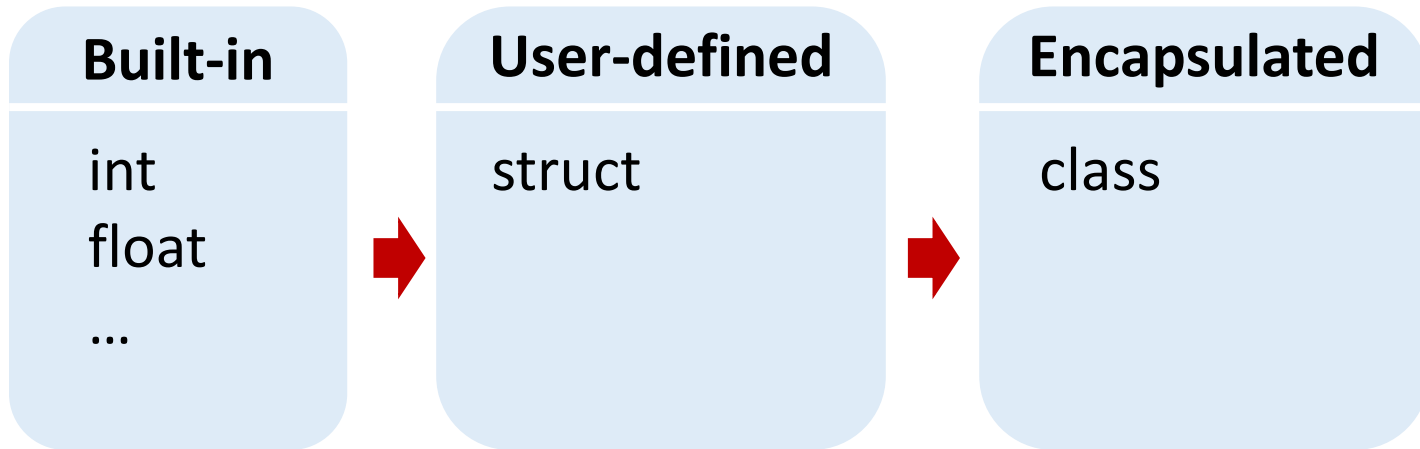 Built-in
int
float
…
User-defined
struct
Encapsulated
class